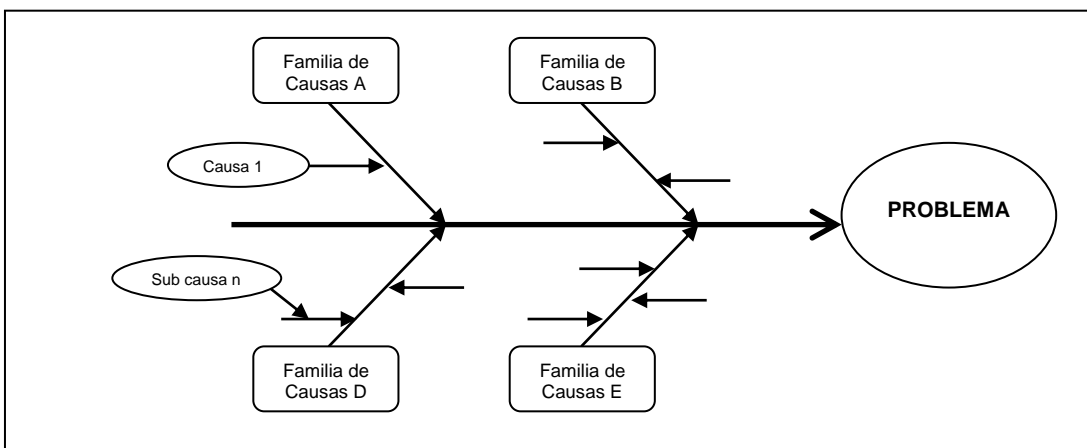 Familia de
Causas A
Familia de
Causas B
Causa 1
PROBLEMA
Sub causa n
Familia de
Causas D
Familia de
Causas E